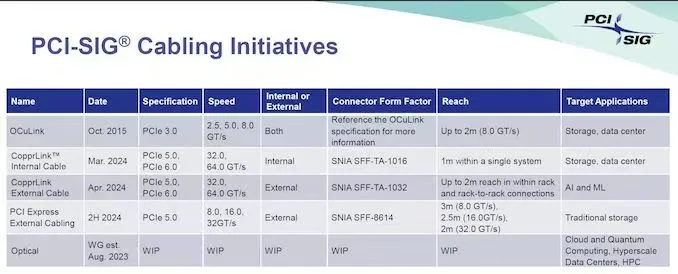 PCI
SIG®
PCI-SIG® Cabling Initiatives
Name Date Specification Speed Internal or External Connector Form Factor Reach Target Applications
OCuLink Oct. 2015 PCIe 3.0 2.5, 5.0, 8.0 GT/s Both Reference the OCuLink specification for more information Up to 2m (8.0 GT/s) Storage, data center
CopprLink™ Internal Cable Mar. 2024 PCIe 5.0, PCIe 6.0 32.0, 64.0 GT/s Internal SNIA SFF-TA-1016 1m within a single system Storage, data center
CopprLink External Cable Apr. 2024 PCIe 5.0, PCIe 6.0 32.0, 64.0 GT/s External SNIA SFF-TA-1032 Up to 2m reach in within rack and rack-to-rack connections AI and ML
PCI Express External Cabling 2H 2024 PCIe 5.0 8.0, 16.0, 32GT/s External SNIA SFF-8614 3m (8.0 GT/s), 2.5m (16.0GT/s), 2m (32.0 GT/s) Traditional storage
Optical WG est. Aug. 2023 WIP WIP WIP WIP WIP Cloud and Quantum Computing, Hyperscale Data Centers, HPC